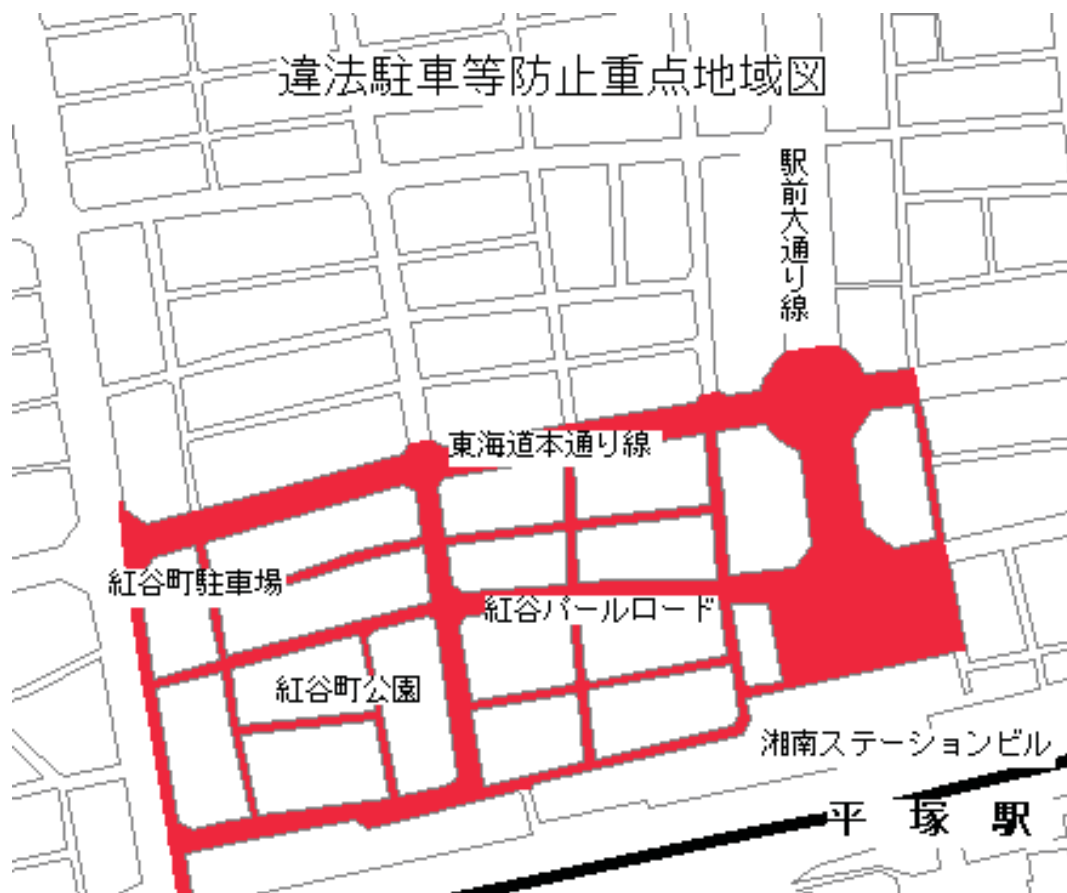 違法駐車等防止重点地域図
駅前大通り線
東海道本通り線
紅谷町駐車場
紅谷パールロード
紅谷町公園
湘南ステーションビル
平塚駅